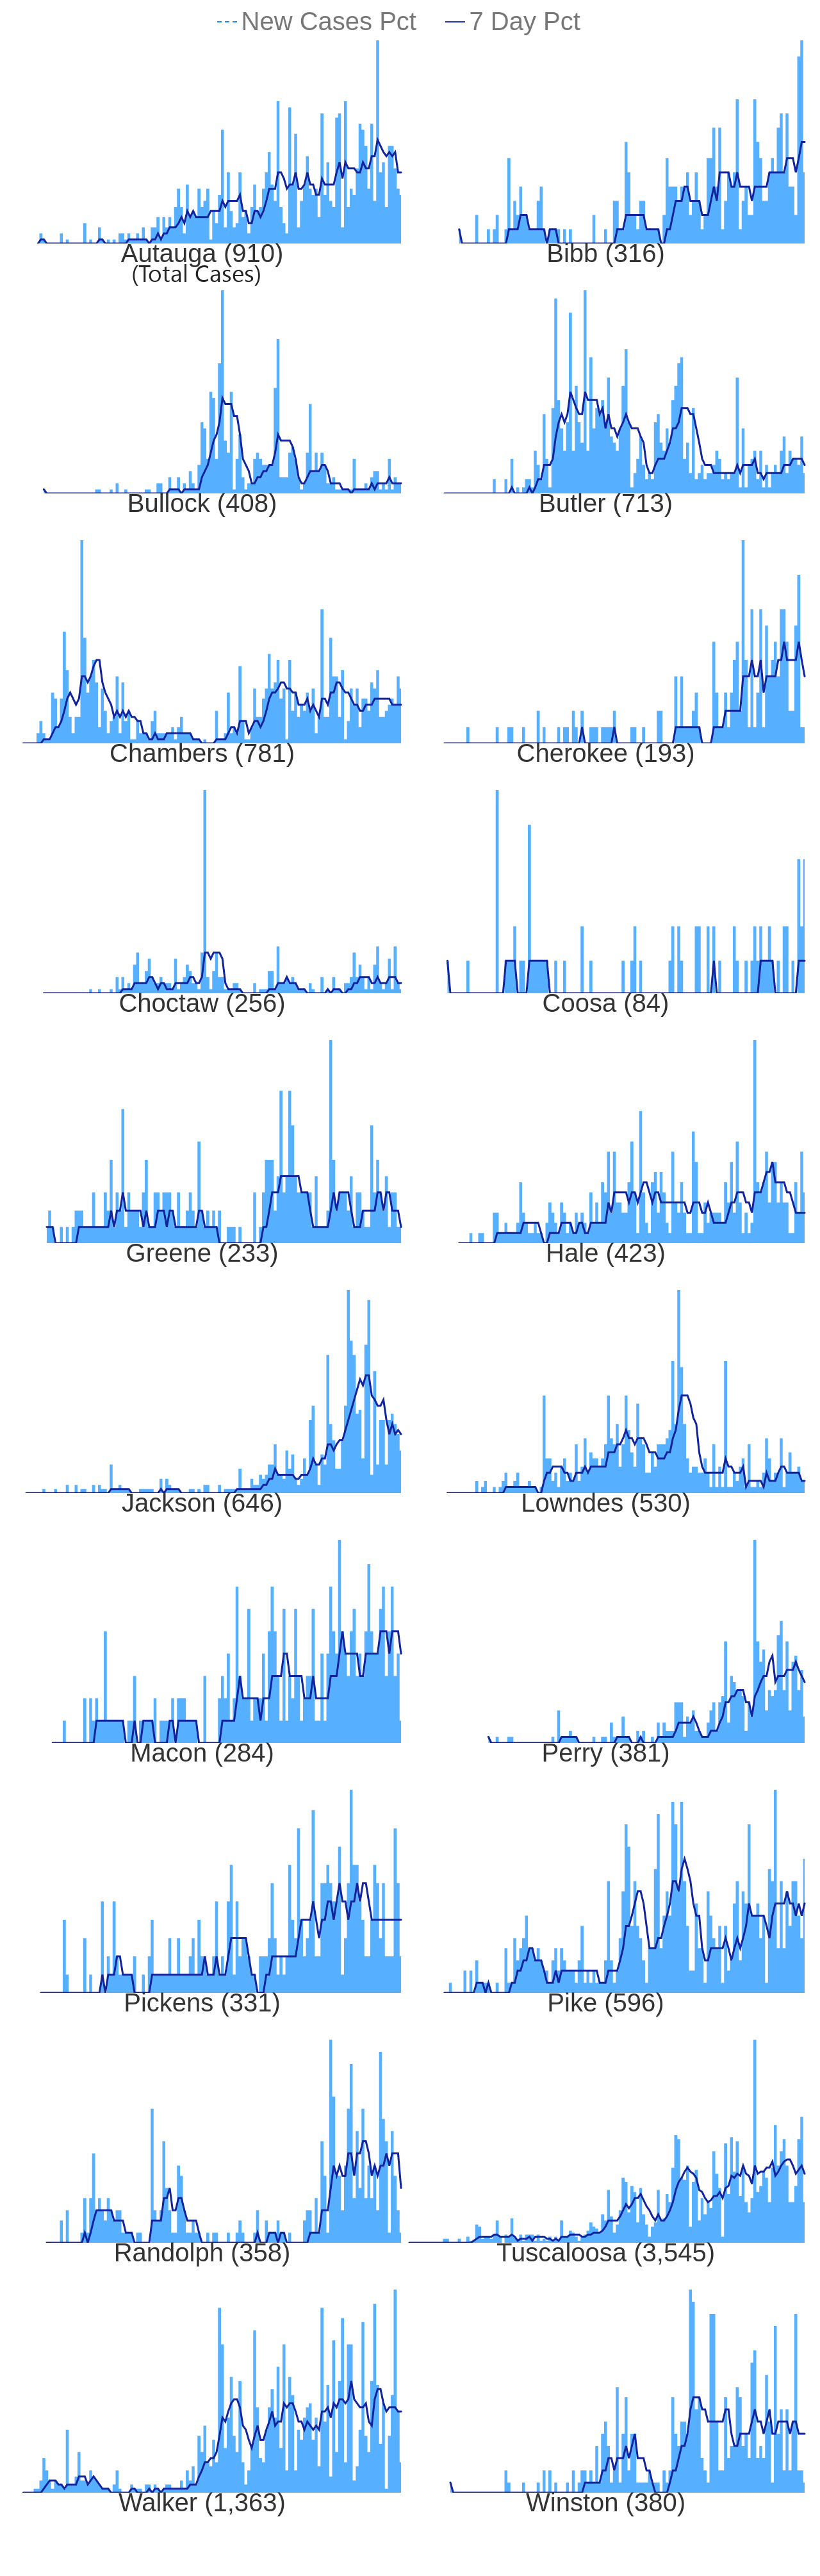 New Cases Pct 7 Day Pct
Autauga (910) Bibb (316)
(Total Cases)
Bullock (408) Butler (713)
Chambers (781) Cherokee (193)
Choctaw (256) Coosa (84)
Greene (233) Hale (423)
Jackson (646) Lowndes (530)
Macon (284) Perry (381)
Pickens (331) Pike (596)
Randolph (358) Tuscaloosa (3,545)
Walker (1,363) Winston (380)